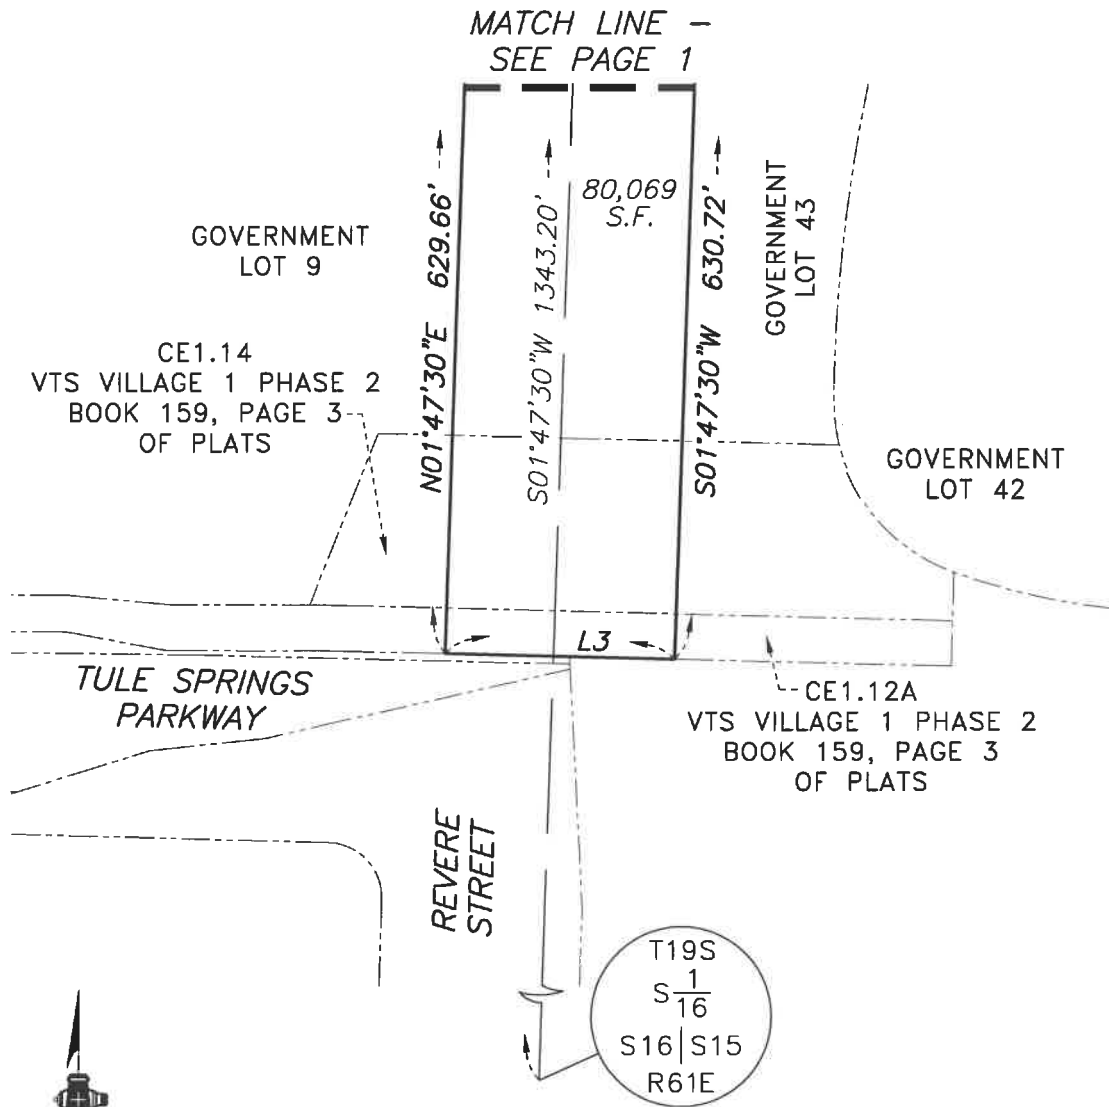 MATCH LINE -
SEE PAGE 1
80,069
S.F.
N01°47'30"E 629.66'
S01°47'30"W 1343.20'
S01°47'30"W 630.72'
GOVERNMENT
LOT 43
GOVERNMENT
LOT 9
CE1.14
VTS VILLAGE 1 PHASE 2
BOOK 159, PAGE 3
OF PLATS
GOVERNMENT
LOT 42
L3
TULE SPRINGS
PARKWAY
CE1.12A
VTS VILLAGE 1 PHASE 2
BOOK 159, PAGE 3
OF PLATS
REVERE
STREET
T19S
S 1/16
S16|S15
R61E